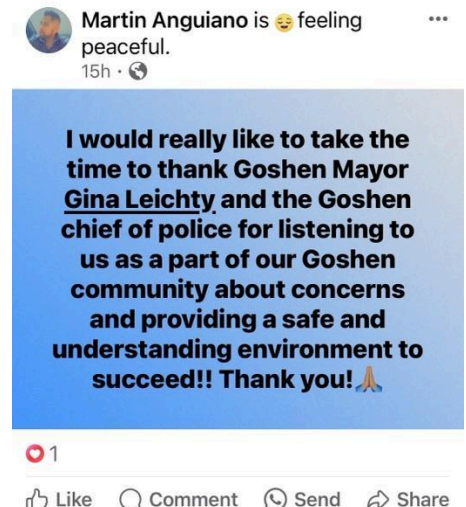 Martin Anguiano is 😌 feeling
peaceful.
15h ·
I would really like to take the
time to thank Goshen Mayor
Gina Leichty and the Goshen
chief of police for listening to
us as a part of our Goshen
community about concerns
and providing a safe and
understanding environment to
succeed!! Thank you!🙏🏽
1
Like Comment Send Share